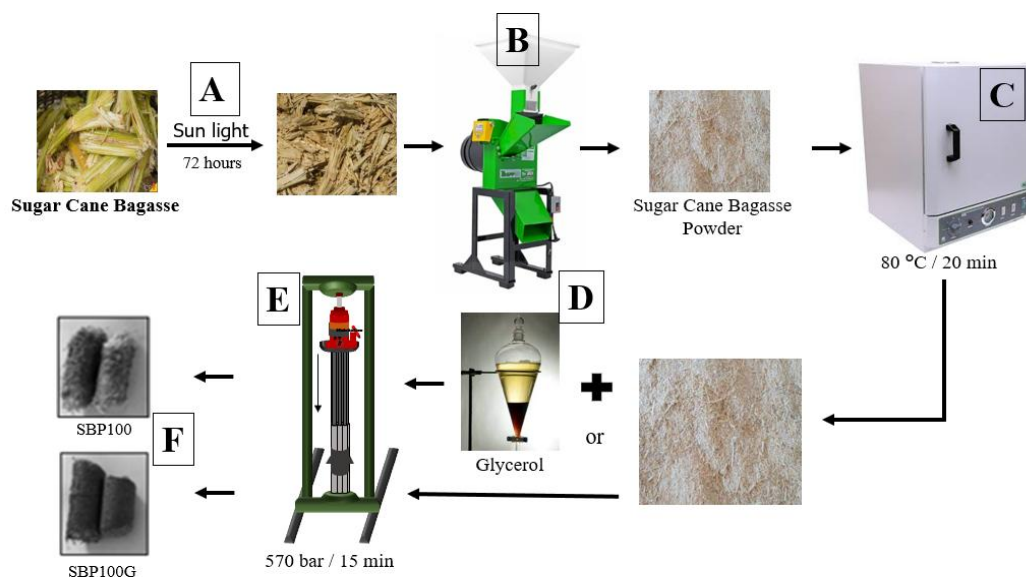 A
Sun light
72 hours
Sugar Cane Bagasse
B
Sugar Cane Bagasse
Powder
C
80 °C / 20 min
D
Glycerol
or
E
570 bar / 15 min
SBP100
F
SBP100G